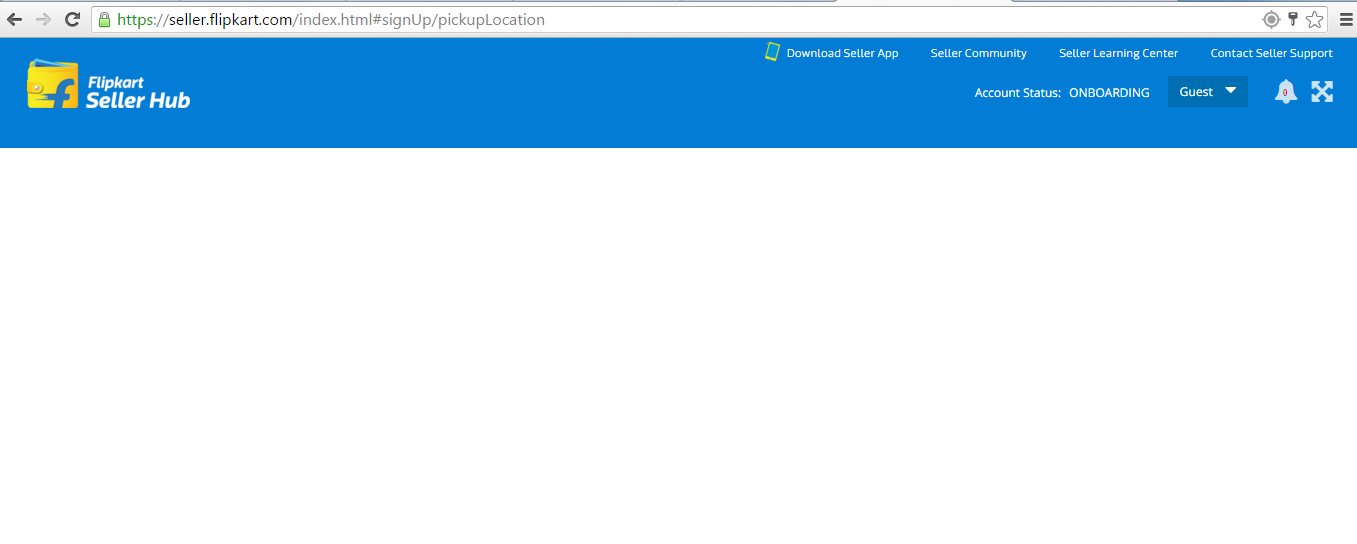 https://seller.flipkart.com/index.html#signUp/pickupLocation
Download Seller App Seller Community Seller Learning Center Contact Seller Support
Flipkart
Seller Hub
Account Status: ONBOARDING Guest 0